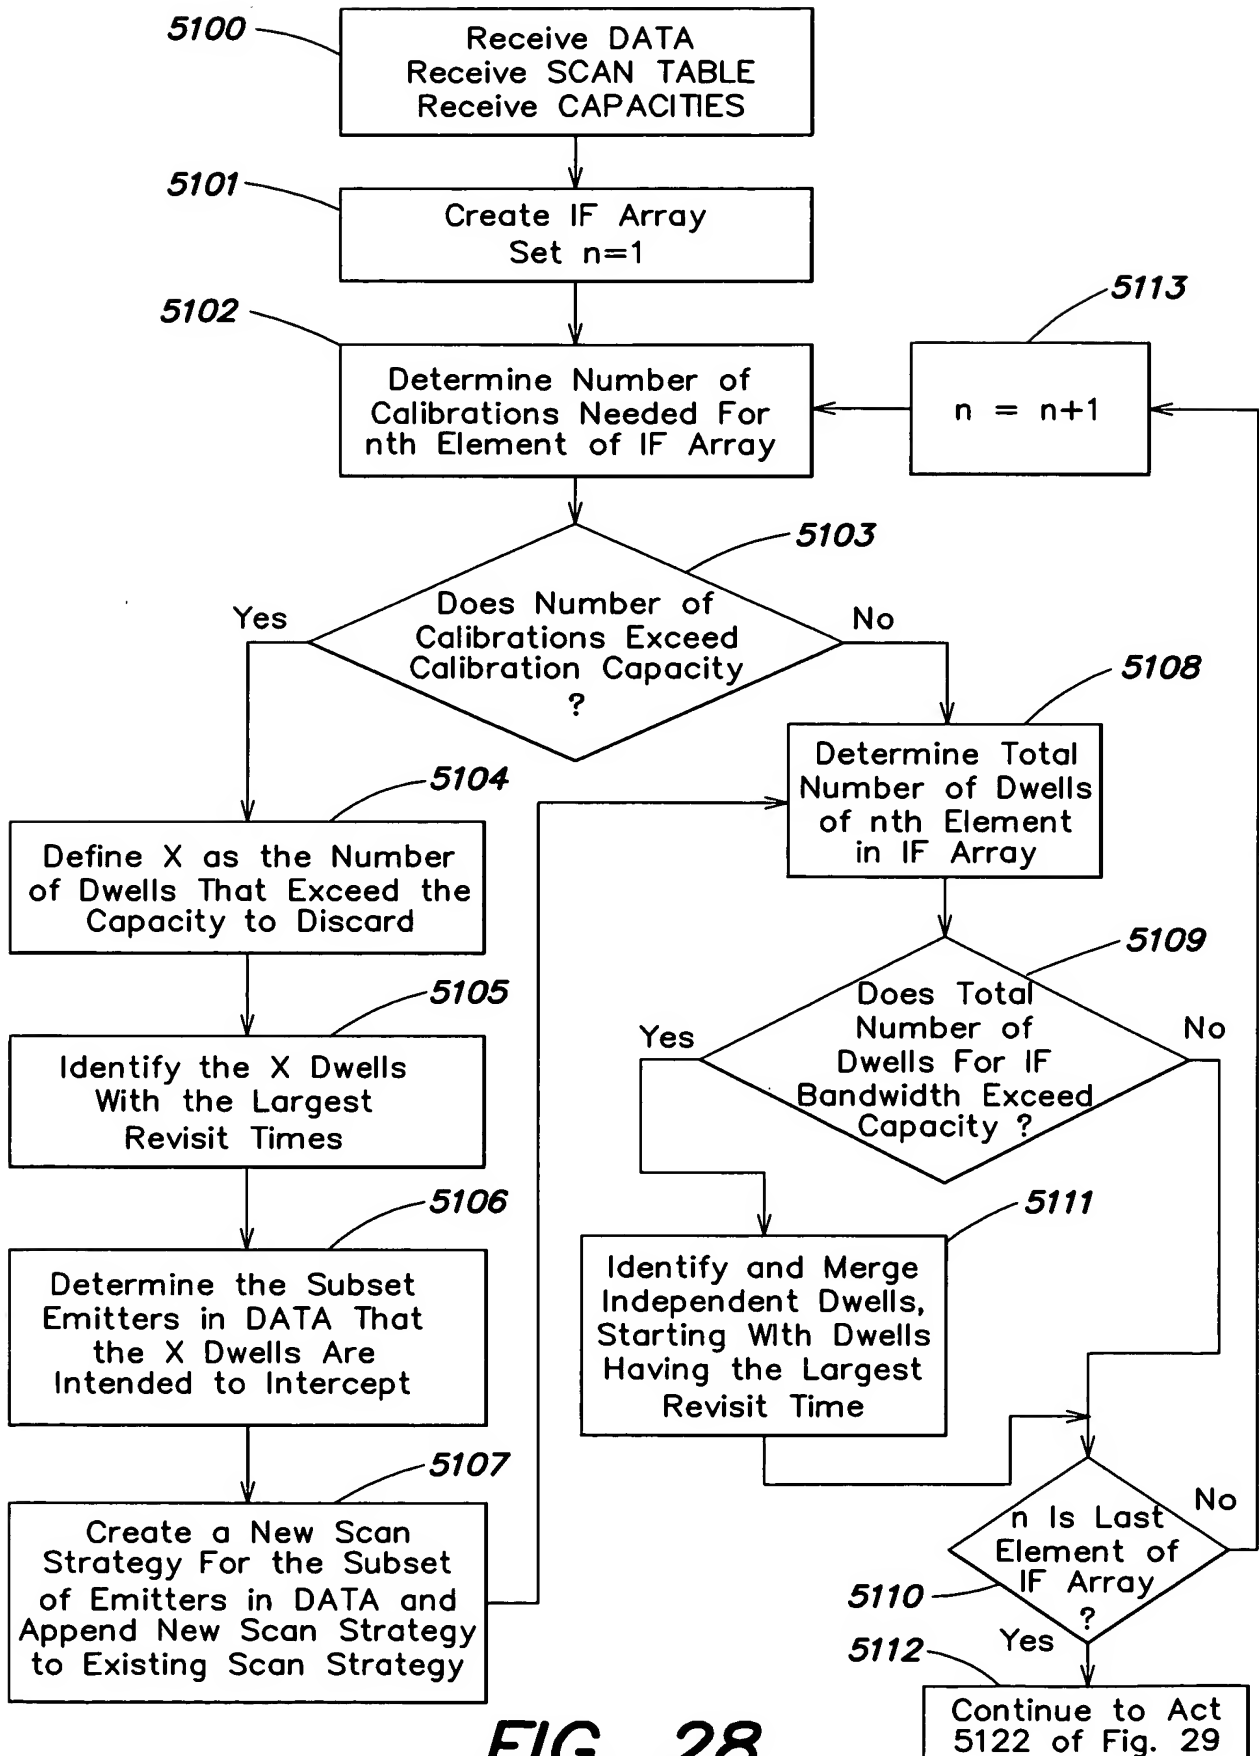 5100
Receive DATA
Receive SCAN TABLE
Receive CAPACITIES
5101
Create IF Array
Set n=1
5102
Determine Number of
Calibrations Needed For
nth Element of IF Array
5113
n = n+1
5103
Does Number of
Calibrations Exceed
Calibration Capacity
?
Yes
No
5104
Define X as the Number
of Dwells That Exceed the
Capacity to Discard
5105
Identify the X Dwells
With the Largest
Revisit Times
5106
Determine the Subset
Emitters in DATA That
the X Dwells Are
Intended to Intercept
5107
Create a New Scan
Strategy For the Subset
of Emitters in DATA and
Append New Scan Strategy
to Existing Scan Strategy
5108
Determine Total
Number of Dwells
of nth Element
in IF Array
5109
Does Total
Number of
Dwells For IF
Bandwidth Exceed
Capacity ?
Yes
No
5111
Identify and Merge
Independent Dwells,
Starting With Dwells
Having the Largest
Revisit Time
n Is Last
Element of
IF Array
?
No
5110
Yes
5112
Continue to Act
5122 of Fig. 29
FIG. 28